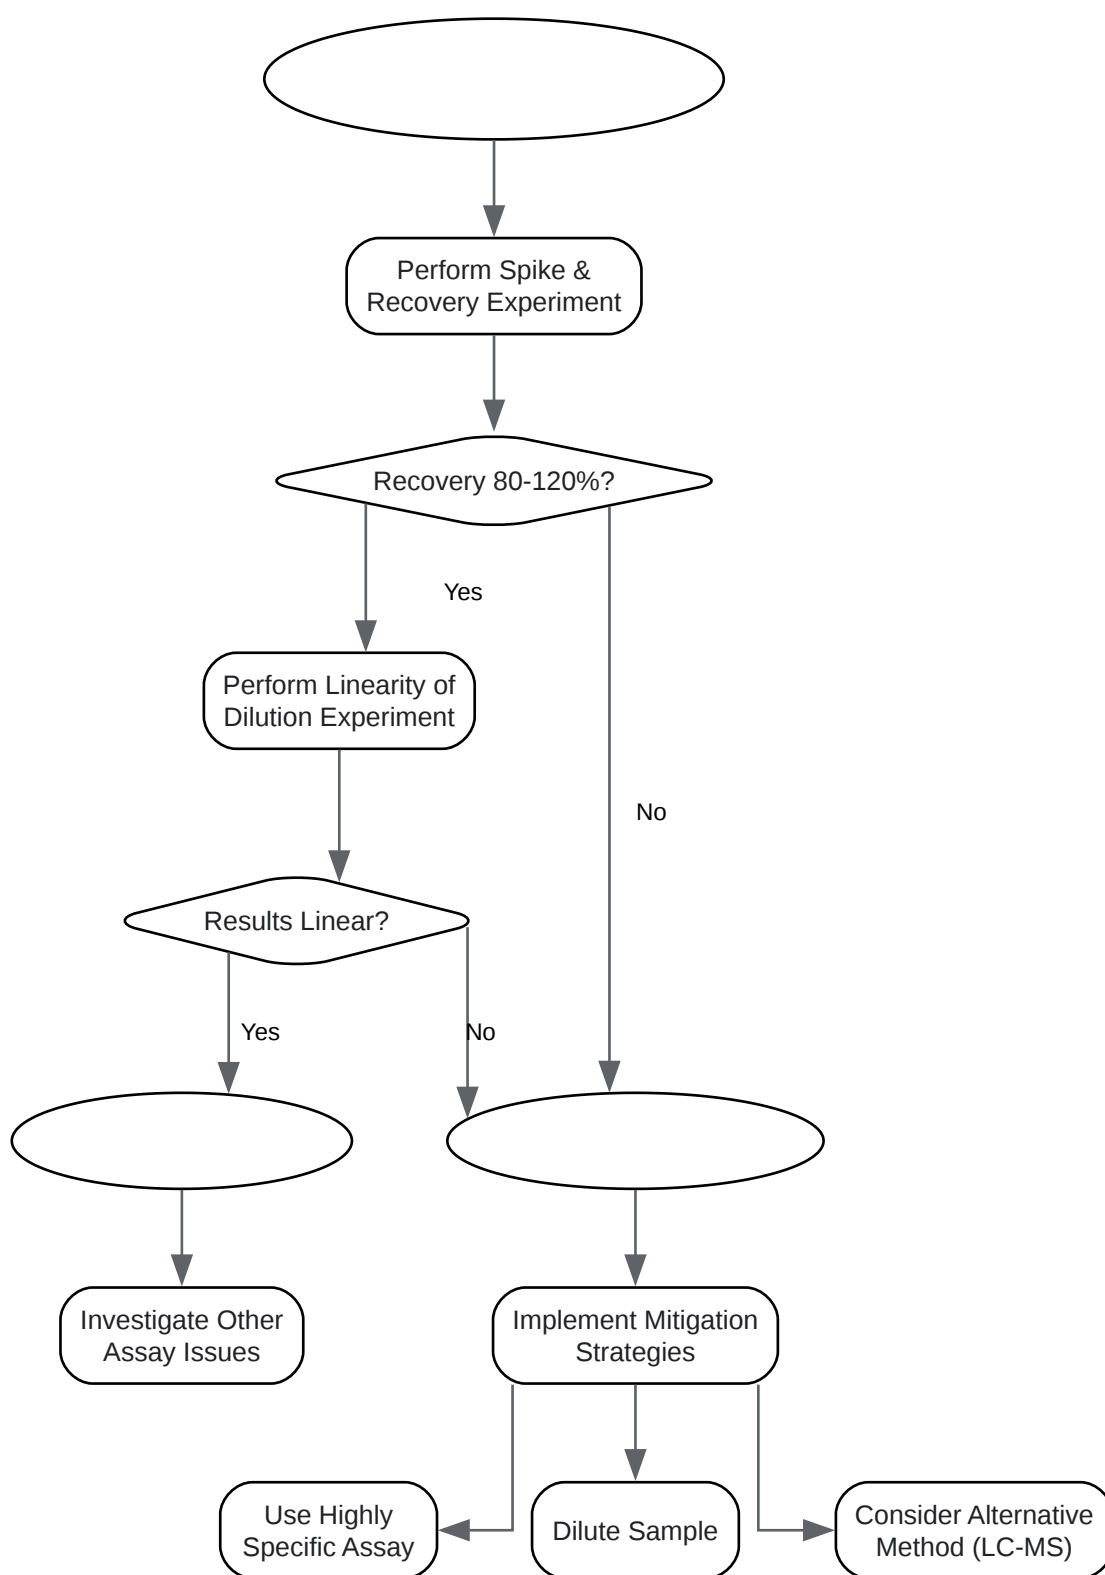 Perform Spike &
Recovery Experiment
Recovery 80-120%?
Yes
Perform Linearity of
Dilution Experiment
No
Results Linear?
Yes
No
Investigate Other
Assay Issues
Implement Mitigation
Strategies
Use Highly
Specific Assay
Dilute Sample
Consider Alternative
Method (LC-MS)